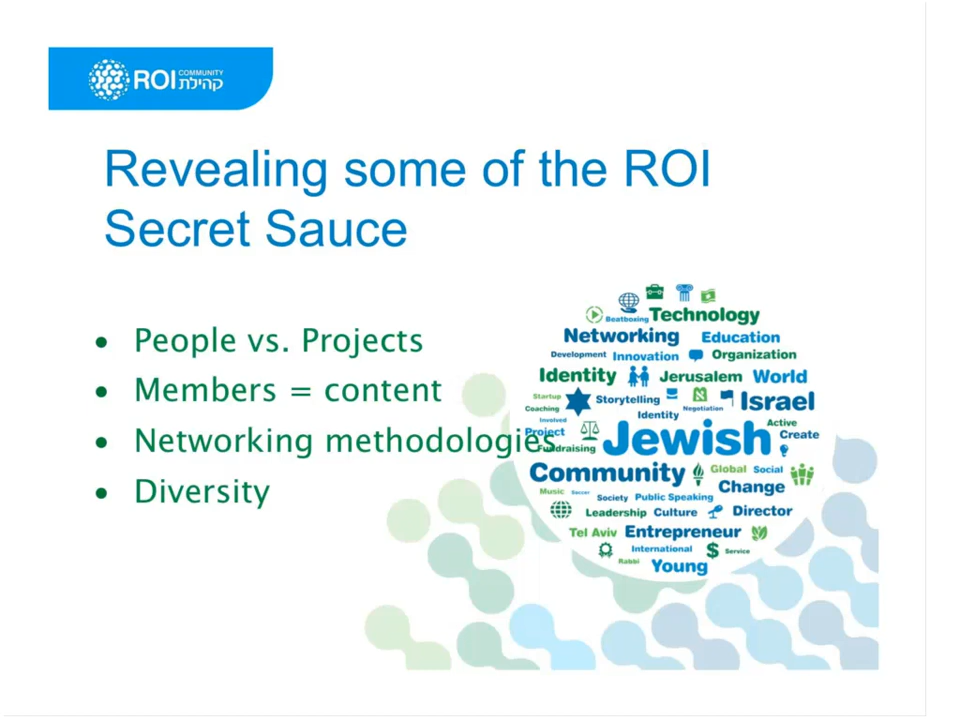 ROI COMMUNITY קהילת
Revealing some of the ROI
Secret Sauce
• People vs. Projects
• Members = content
• Networking methodologies
• Diversity
Beatboxing Technology
Networking Education
Development Innovation Organization
Identity Jerusalem World
Startup Storytelling Israel
Coaching Identity Negotiation
Involved Active
Project Jewish Create
Fundraising
Community Global Social
Music Soccer Change
Society Public Speaking
Leadership Culture Director
Tel Aviv Entrepreneur
International $ Service
Rabbi Young